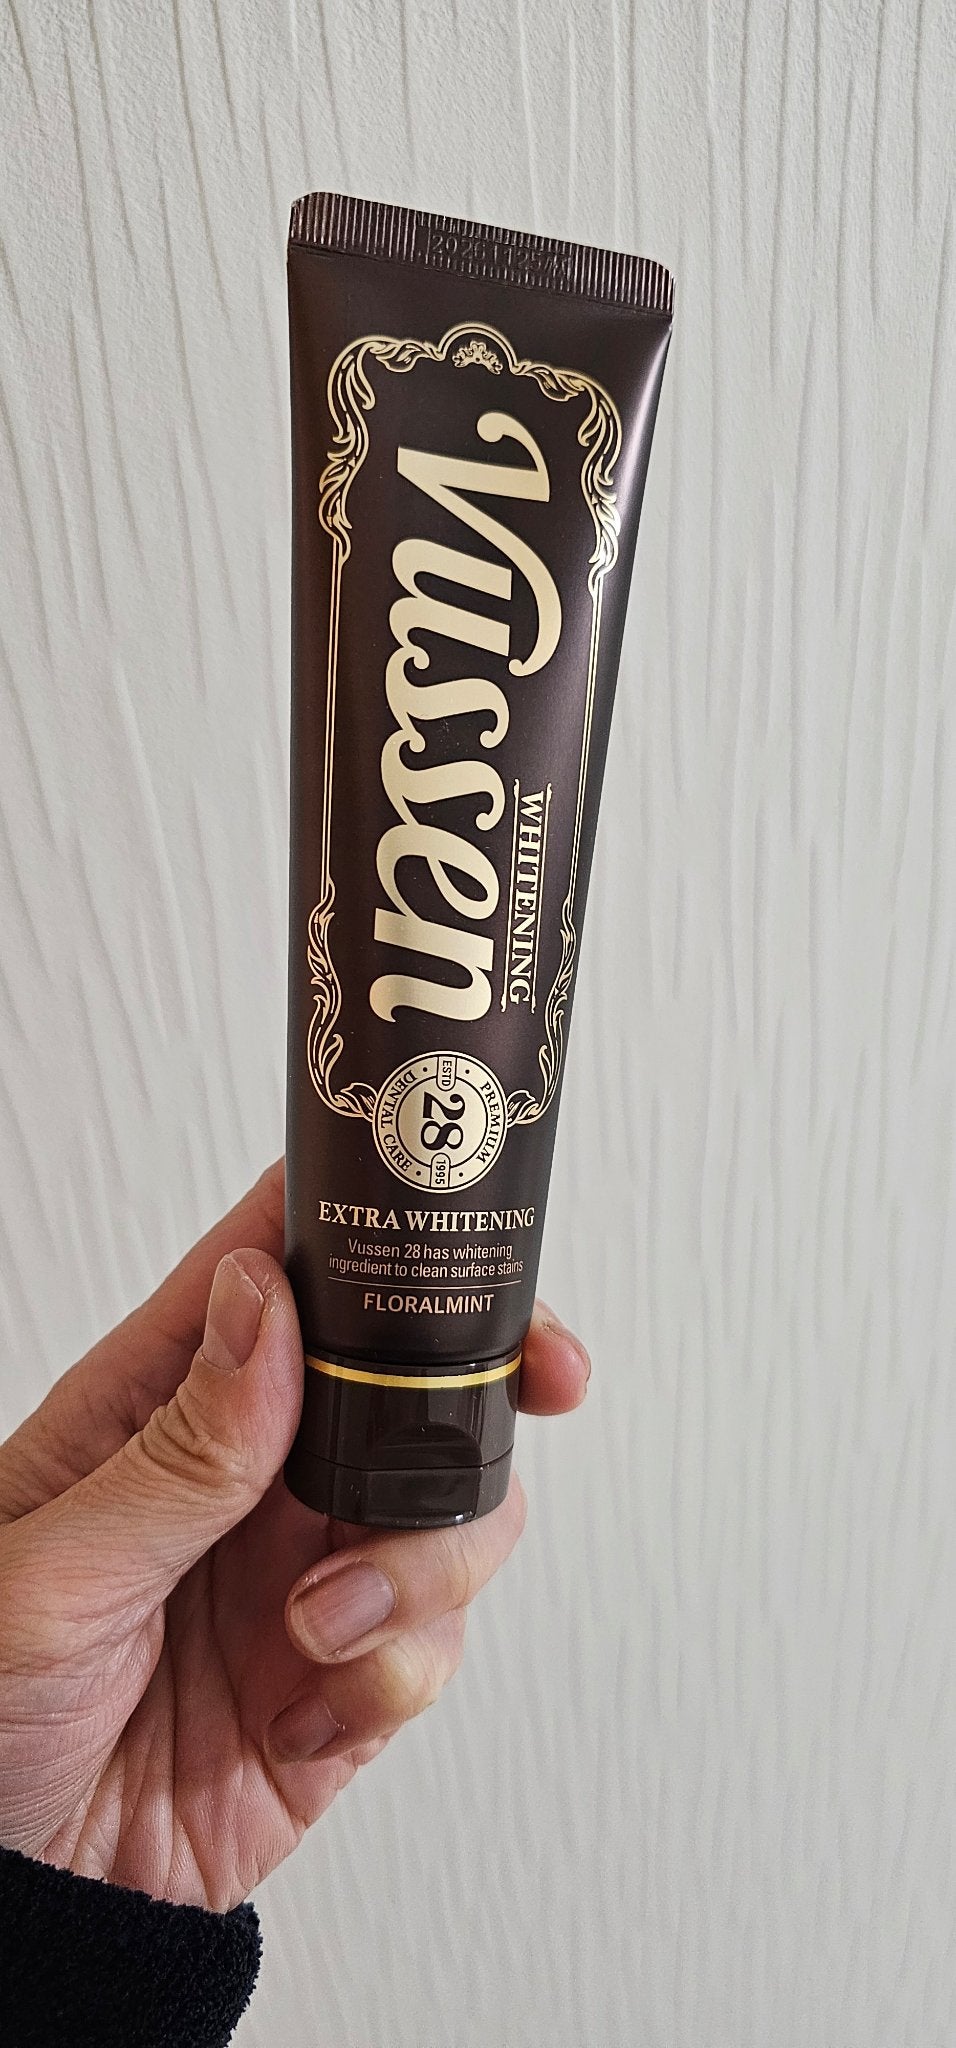 Vussen
WHITENING
PREMIUM
ESTD 28 1995
DENTAL CARE
EXTRA WHITENING
Vussen 28 has whitening
ingredient to clean surface stains
FLORALMINT